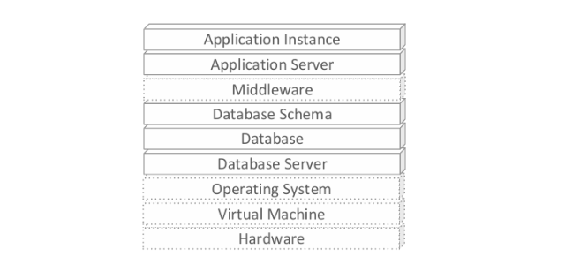 Application Instance
Application Server
Middleware
Database Schema
Database
Database Server
Operating System
Virtual Machine
Hardware